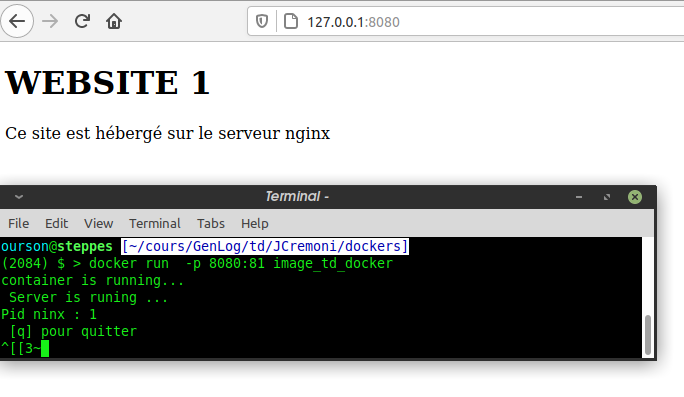 127.0.0.1:8080
WEBSITE 1
Ce site est hébergé sur le serveur nginx
Terminal -
File Edit View Terminal Tabs Help
ourson@steppes [~/cours/GenLog/td/JCremoni/dockers]
(2084) $ > docker run  -p 8080:81 image_td_docker
container is running...
 Server is runing ...
Pid ninx : 1
 [q] pour quitter
^[[3~